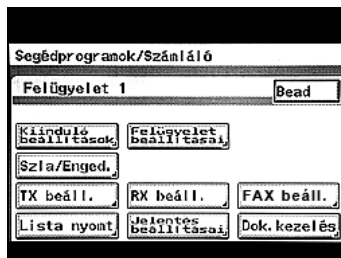 Segédprogramok/Számláló
Felügyelet 1
Bead
Kiinduló
beállítások
Felügyelet
beállításai
Szla/Enged.
TX beáll.
RX beáll.
FAX beáll.
Lista nyomt
Jelentés
beállításai
Dok.kezelés